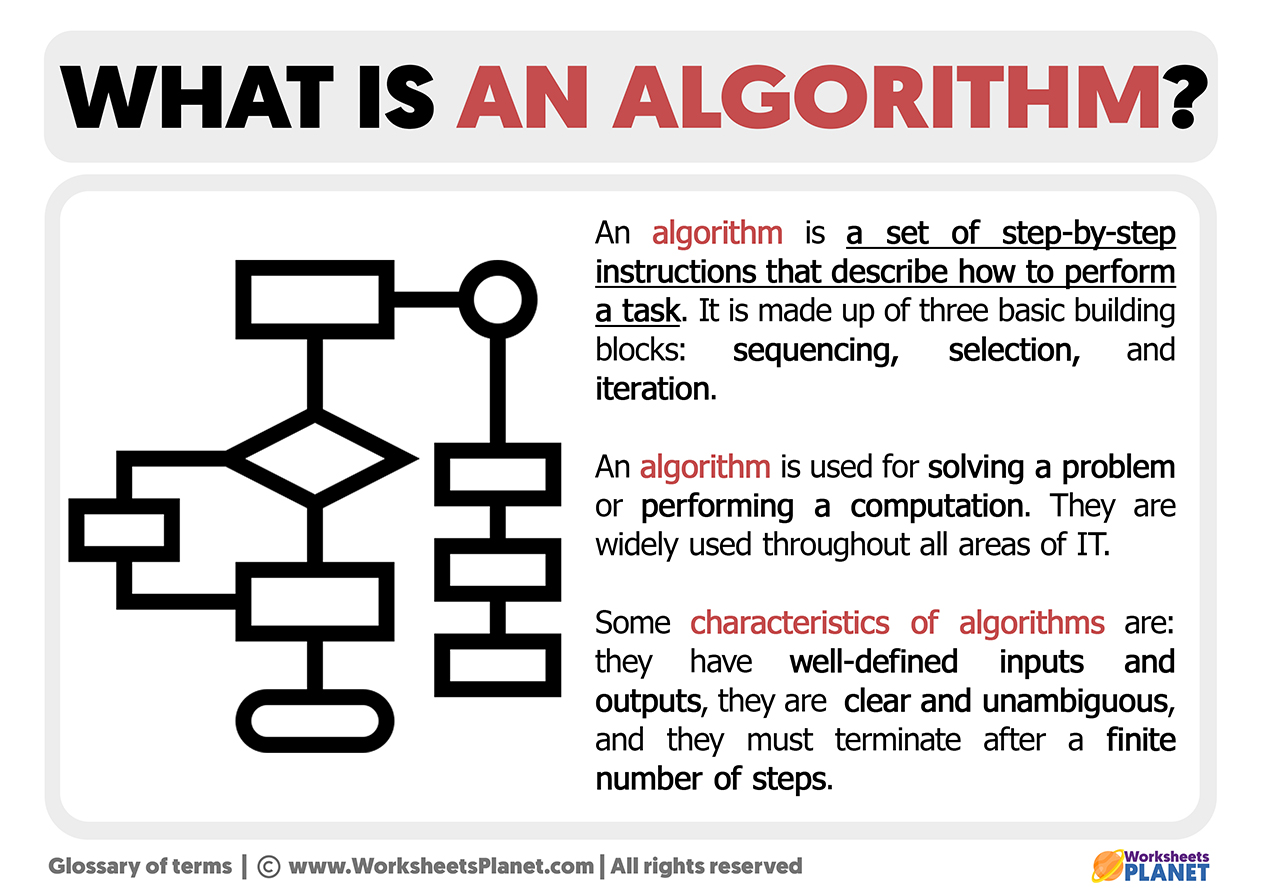 WHAT IS AN ALGORITHM?
An algorithm is a set of step-by-step
instructions that describe how to perform
a task. It is made up of three basic building
blocks: sequencing, selection, and
iteration.
An algorithm is used for solving a problem
or performing a computation. They are
widely used throughout all areas of IT.
Some characteristics of algorithms are:
they have well-defined inputs and
outputs, they are clear and unambiguous,
and they must terminate after a finite
number of steps.
Glossary of terms | © www.WorksheetsPlanet.com | All rights reserved
Worksheets
PLANET